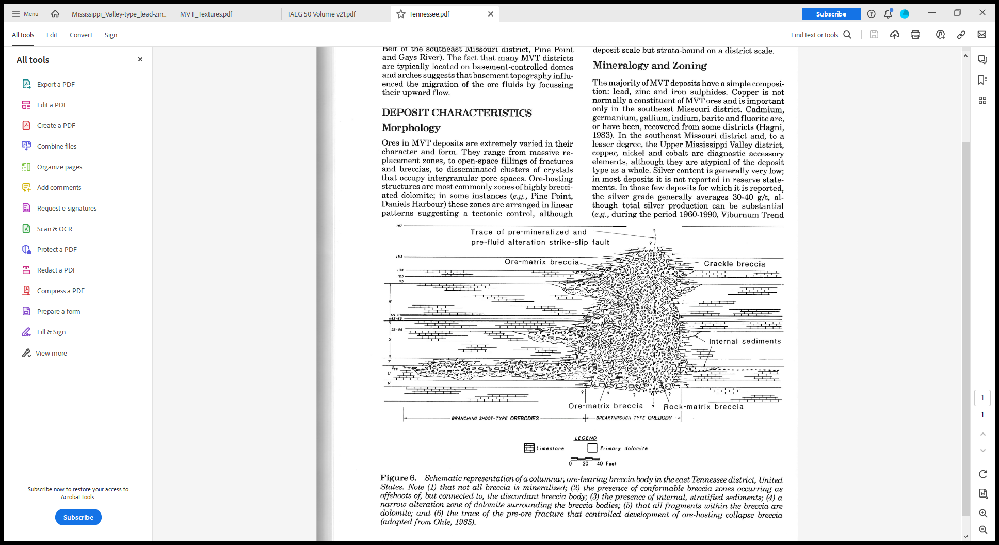 Menu
Mississippi_Valley-type_lead-zin...
MVT_Textures.pdf
IAEG 50 Volume v21.pdf
Tennessee.pdf
Subscribe
All tools
Edit
Convert
Sign
Find text or tools
All tools
Export a PDF
Edit a PDF
Create a PDF
Combine files
Organize pages
Add comments
Request e-signatures
Scan & OCR
Protect a PDF
Redact a PDF
Compress a PDF
Prepare a form
Fill & Sign
View more
Subscribe now to restore your access to
Acrobat tools.
Subscribe
Belt of the southeast Missouri district, Pine Point
and Gays River). The fact that many MVT districts
are typically located on basement-controlled domes
and arches suggests that basement topography influ-
enced the migration of the ore fluids by focussing
their upward flow.
DEPOSIT CHARACTERISTICS
Morphology
Ores in MVT deposits are extremely varied in their
character and form. They range from massive re-
placement zones, to open-space fillings of fractures
and breccias, to disseminated clusters of crystals
that occupy intergranular pore spaces. Ore-hosting
structures are most commonly zones of highly brecci-
ated dolomite; in some instances (e.g., Pine Point,
Daniels Harbour) these zones are arranged in linear
patterns suggesting a tectonic control, although
deposit scale but strata-bound on a district scale.
Mineralogy and Zoning
The majority of MVT deposits have a simple composi-
tion: lead, zinc and iron sulphides. Copper is not
normally a constituent of MVT ores and is important
only in the southeast Missouri district. Cadmium,
germanium, gallium, indium, barite and fluorite are,
or have been, recovered from some districts (Hagni,
1983). In the southeast Missouri district and, to a
lesser degree, the Upper Mississippi Valley district,
copper, nickel and cobalt are diagnostic accessory
elements, although they are atypical of the deposit
type as a whole. Silver content is generally very low;
in most deposits it is not reported in reserve state-
ments. In those few deposits for which it is reported,
the silver grade generally averages 30-40 g/t, al-
though total silver production can be substantial
(e.g., during the period 1960-1990, Viburnum Trend
197
Trace of pre-mineralized and
pre-fluid alteration strike-slip fault
?
?
153
Ore-matrix breccia
Crackle breccia
134
125
115
R
69-70
62-65
52-56
S
Internal sediments
T
U
V
? ? ? ?
Ore-matrix breccia ? Rock-matrix breccia
BRANCHING SHOOT-TYPE OREBODIES
BREAKTHROUGH-TYPE OREBODY
LEGEND
Limestone
Primary dolomite
0 20 40 Feet
Figure 6. Schematic representation of a columnar, ore-bearing breccia body in the east Tennessee district, United
States. Note (1) that not all breccia is mineralized; (2) the presence of conformable breccia zones occurring as
offshoots of, but connected to, the discordant breccia body; (3) the presence of internal, stratified sediments; (4) a
narrow alteration zone of dolomite surrounding the breccia bodies; (5) that all fragments within the breccia are
dolomite; and (6) the trace of the pre-ore fracture that controlled development of ore-hosting collapse breccia
(adapted from Ohle, 1985).
1
1